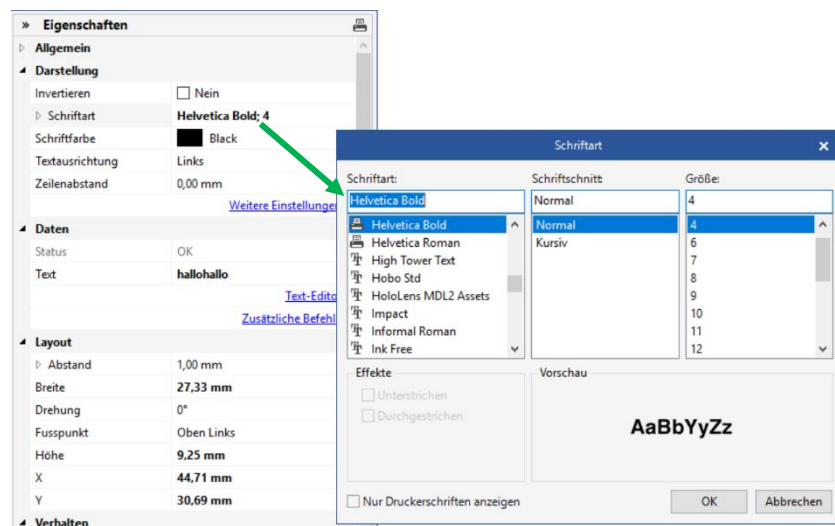 Eigenschaften
Allgemein
Darstellung
Invertieren Nein
Schriftart Helvetica Bold; 4
Schriftfarbe Black
Textausrichtung Links
Zeilenabstand 0,00 mm
Weitere Einstellungen
Daten
Status OK
Text hallohallo
Text-Edito
Zusätzliche Befehl
Layout
Abstand 1,00 mm
Breite 27,33 mm
Drehung 0°
Fusspunkt Oben Links
Höhe 9,25 mm
X 44,71 mm
Y 30,69 mm
Verhalten
Schriftart
Schriftart: Schriftschnitt: Größe:
Helvetica Bold Normal 4
Helvetica Bold Normal 4
Helvetica Roman Kursiv 6
High Tower Text 7
Hobo Std 8
HoloLens MDL2 Assets 9
Impact 10
Informal Roman 11
Ink Free 12
Effekte Vorschau
Unterstrichen
Durchgestrichen
AaBbYyZz
Nur Druckerschriften anzeigen OK Abbrechen